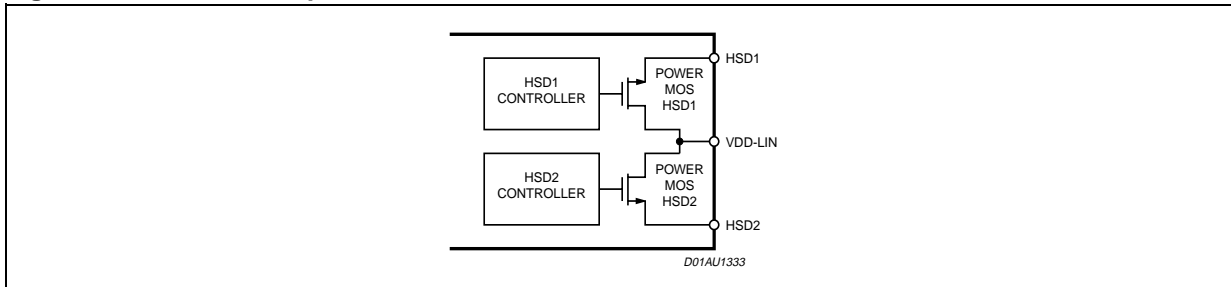 HSD1
CONTROLLER
POWER
MOS
HSD1
HSD1
VDD-LIN
HSD2
CONTROLLER
POWER
MOS
HSD2
HSD2
D01AU1333